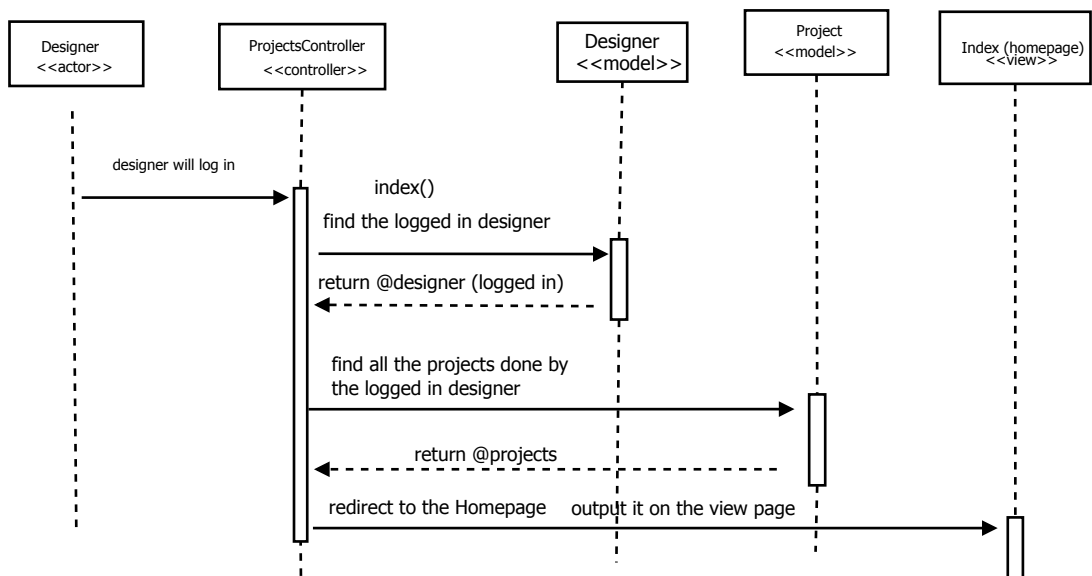 Designer
<<actor>>
ProjectsController
<<controller>>
Designer
<<model>>
Project
<<model>>
Index (homepage)
<<view>>
designer will log in
index()
find the logged in designer
return @designer (logged in)
find all the projects done by
the logged in designer
return @projects
redirect to the Homepage output it on the view page